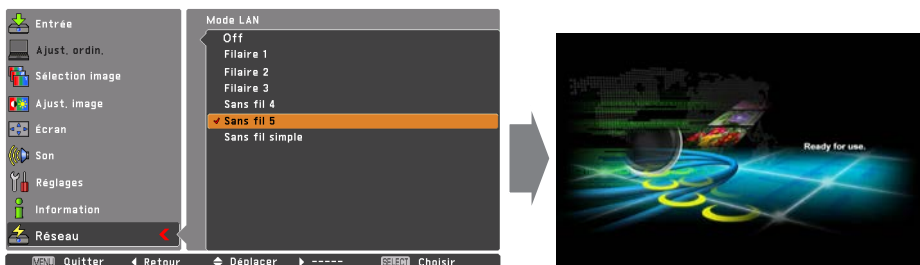 Entrée
Ajust. ordin.
Sélection image
Ajust. image
Écran
Son
Réglages
Information
Réseau
Mode LAN
Off
Filaire 1
Filaire 2
Filaire 3
Sans fil 4
Sans fil 5
Sans fil simple
MENU Quitter Retour Déplacer ----- SELECT Choisir
Ready for use.